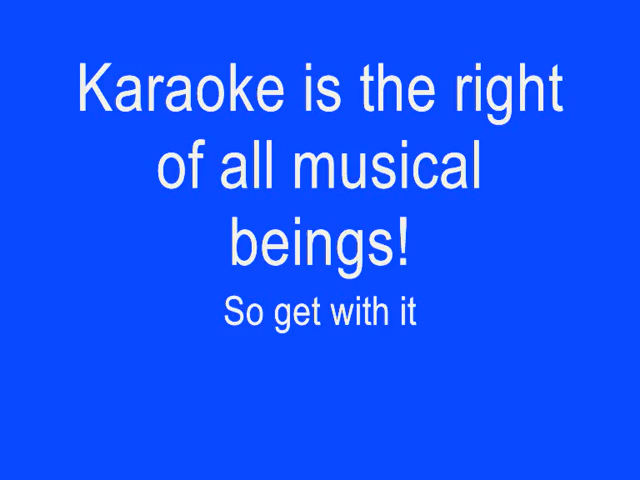 Karaoke is the right
of all musical
beings!
So get with it